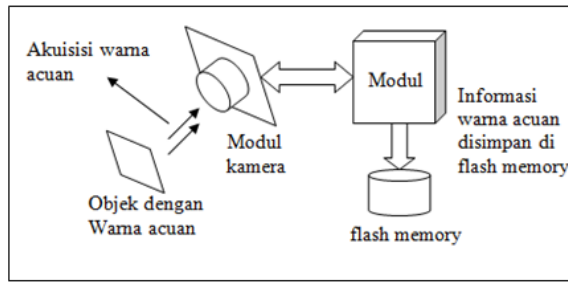 Akuisisi warna
acuan
Objek dengan
Warna acuan
Modul
kamera
Modul
Informasi
warna acuan
disimpan di
flash memory
flash memory